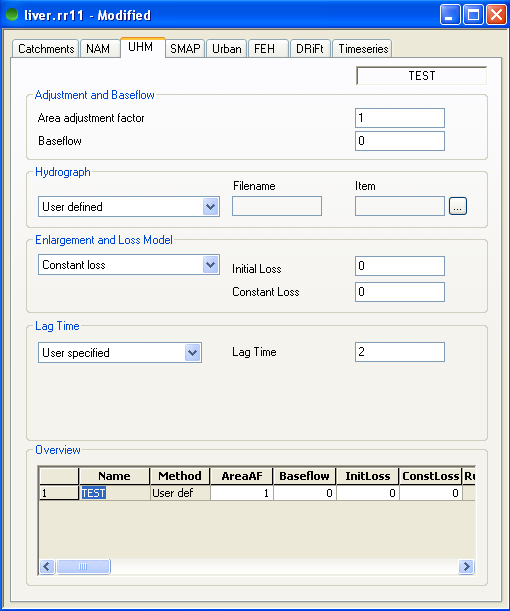 liver.rr11 - Modified
Catchments NAM UHM SMAP Urban FEH DRiFt Timeseries
TEST
Adjustment and Baseflow
Area adjustment factor 1
Baseflow 0
Hydrograph
Filename Item
User defined ...
Enlargement and Loss Model
Constant loss Initial Loss 0
Constant Loss 0
Lag Time
User specified Lag Time 2
Overview
Name Method AreaAF Baseflow InitLoss ConstLoss
1 TEST User def 1 0 0 0